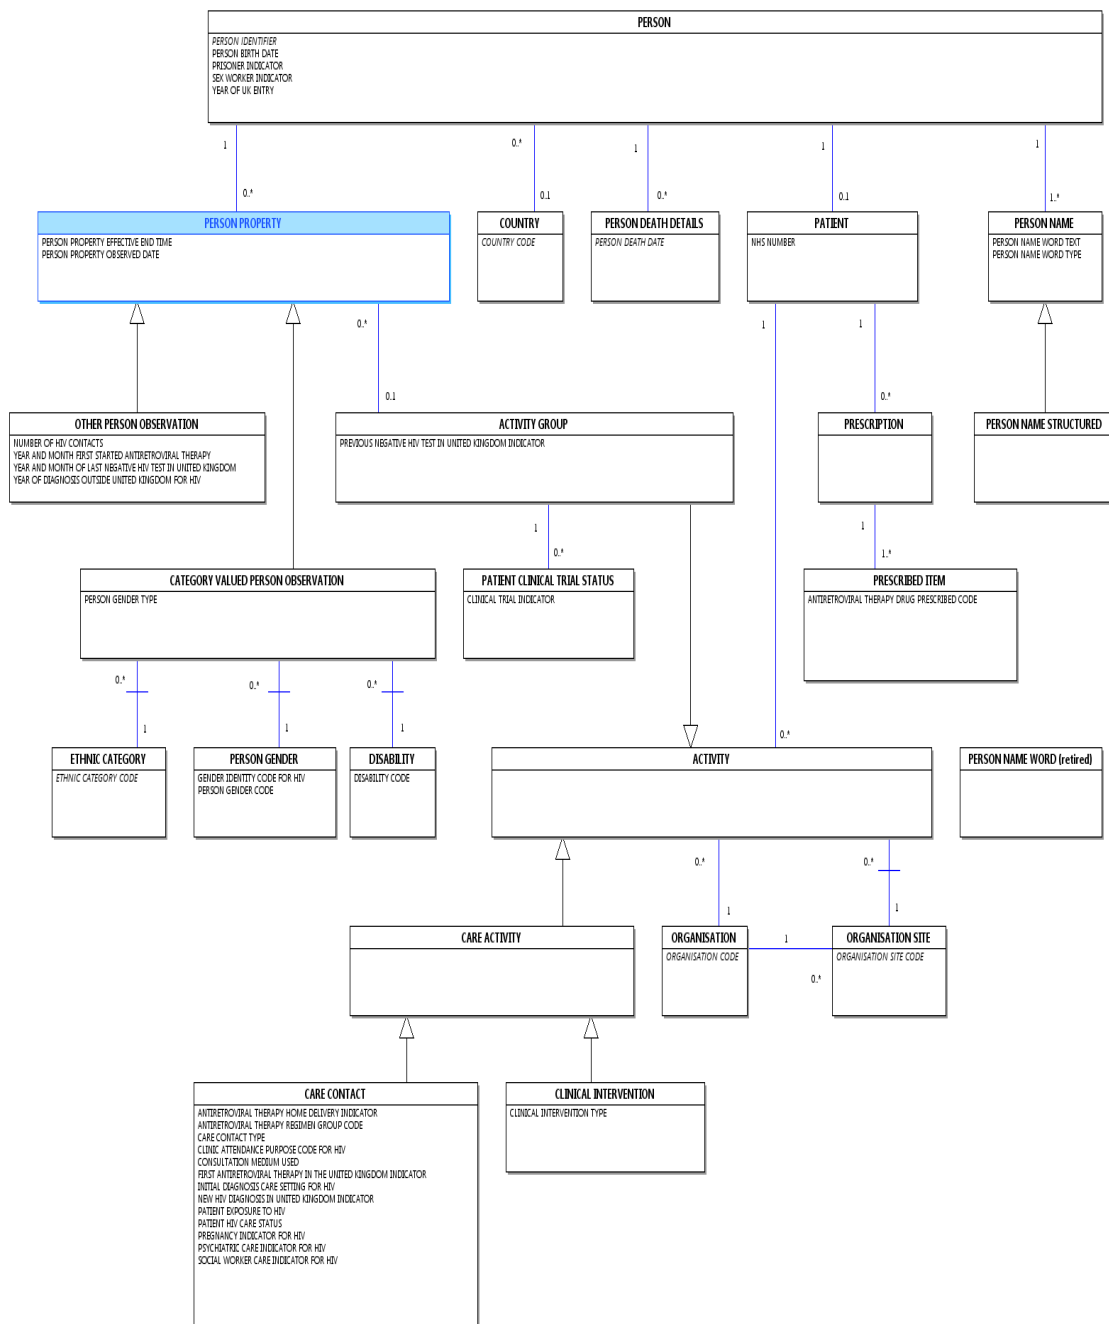 PERSON
PERSON IDENTIFIER
PERSON BIRTH DATE
PRISONER INDICATOR
SEX WORKER INDICATOR
YEAR OF UK ENTRY
1
0..*
1
1
1
0..*
0..1
0..*
0..1
1..*
PERSON PROPERTY
PERSON PROPERTY EFFECTIVE END TIME
PERSON PROPERTY OBSERVED DATE
COUNTRY
COUNTRY CODE
PERSON DEATH DETAILS
PERSON DEATH DATE
PATIENT
NHS NUMBER
PERSON NAME
PERSON NAME WORD TEXT
PERSON NAME WORD TYPE
0..*
1
1
0..1
0..*
OTHER PERSON OBSERVATION
NUMBER OF HIV CONTACTS
YEAR AND MONTH FIRST STARTED ANTIRETROVIRAL THERAPY
YEAR AND MONTH OF LAST NEGATIVE HIV TEST IN UNITED KINGDOM
YEAR OF DIAGNOSIS OUTSIDE UNITED KINGDOM FOR HIV
ACTIVITY GROUP
PREVIOUS NEGATIVE HIV TEST IN UNITED KINGDOM INDICATOR
PRESCRIPTION
PERSON NAME STRUCTURED
1
1
0..*
1..*
CATEGORY VALUED PERSON OBSERVATION
PERSON GENDER TYPE
PATIENT CLINICAL TRIAL STATUS
CLINICAL TRIAL INDICATOR
PRESCRIBED ITEM
ANTIRETROVIRAL THERAPY DRUG PRESCRIBED CODE
0..*
0..*
0..*
1
1
1
0..*
ETHNIC CATEGORY
ETHNIC CATEGORY CODE
PERSON GENDER
GENDER IDENTITY CODE FOR HIV
PERSON GENDER CODE
DISABILITY
DISABILITY CODE
ACTIVITY
PERSON NAME WORD (retired)
0..*
0..*
1
1
CARE ACTIVITY
ORGANISATION
ORGANISATION CODE
1
0..*
ORGANISATION SITE
ORGANISATION SITE CODE
CARE CONTACT
ANTIRETROVIRAL THERAPY HOME DELIVERY INDICATOR
ANTIRETROVIRAL THERAPY REGIMEN GROUP CODE
CARE CONTACT TYPE
CLINIC ATTENDANCE PURPOSE CODE FOR HIV
CONSULTATION MEDIUM USED
FIRST ANTIRETROVIRAL THERAPY IN THE UNITED KINGDOM INDICATOR
INITIAL DIAGNOSIS CARE SETTING FOR HIV
NEW HIV DIAGNOSIS IN UNITED KINGDOM INDICATOR
PATIENT EXPOSURE TO HIV
PATIENT HIV CARE STATUS
PREGNANCY INDICATOR FOR HIV
PSYCHIATRIC CARE INDICATOR FOR HIV
SOCIAL WORKER CARE INDICATOR FOR HIV
CLINICAL INTERVENTION
CLINICAL INTERVENTION TYPE